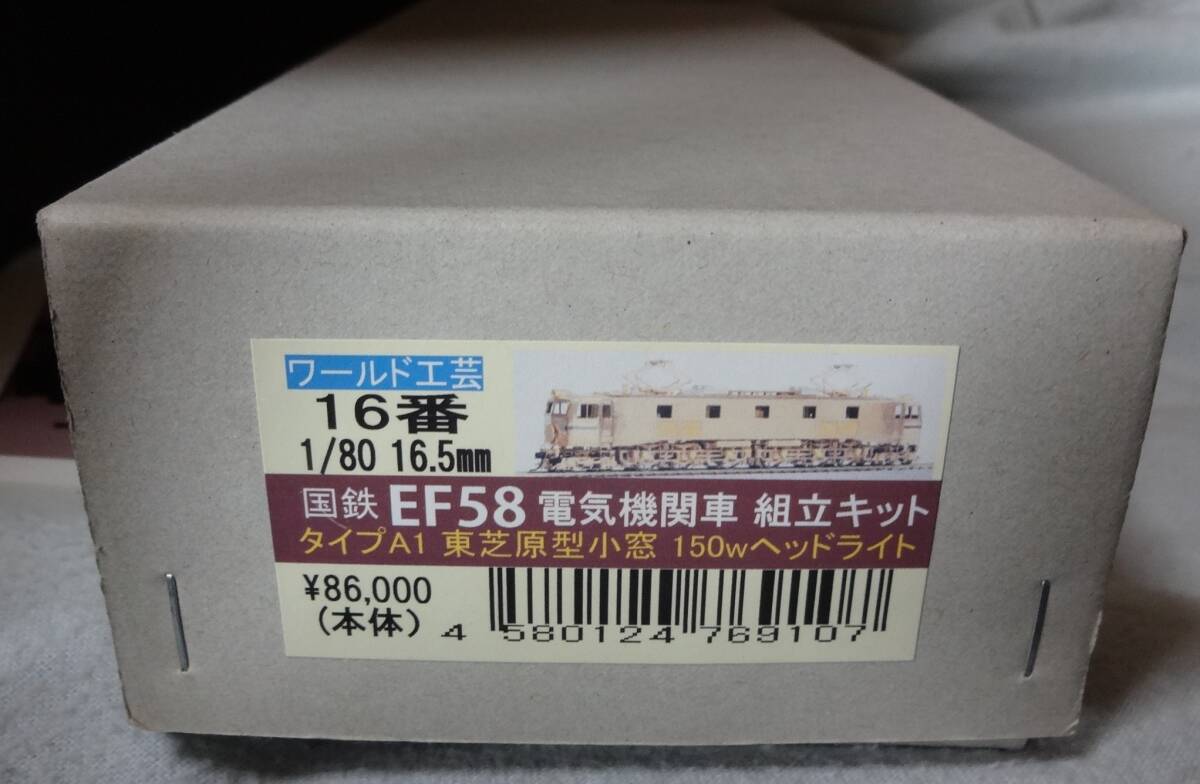 ワールド工芸
16番
1/80 16.5mm
国鉄 EF58 電気機関車 組立キット
タイプA1 東芝原型小窓 150wヘッドライト
¥86,000
(本体)
4 580124 769107